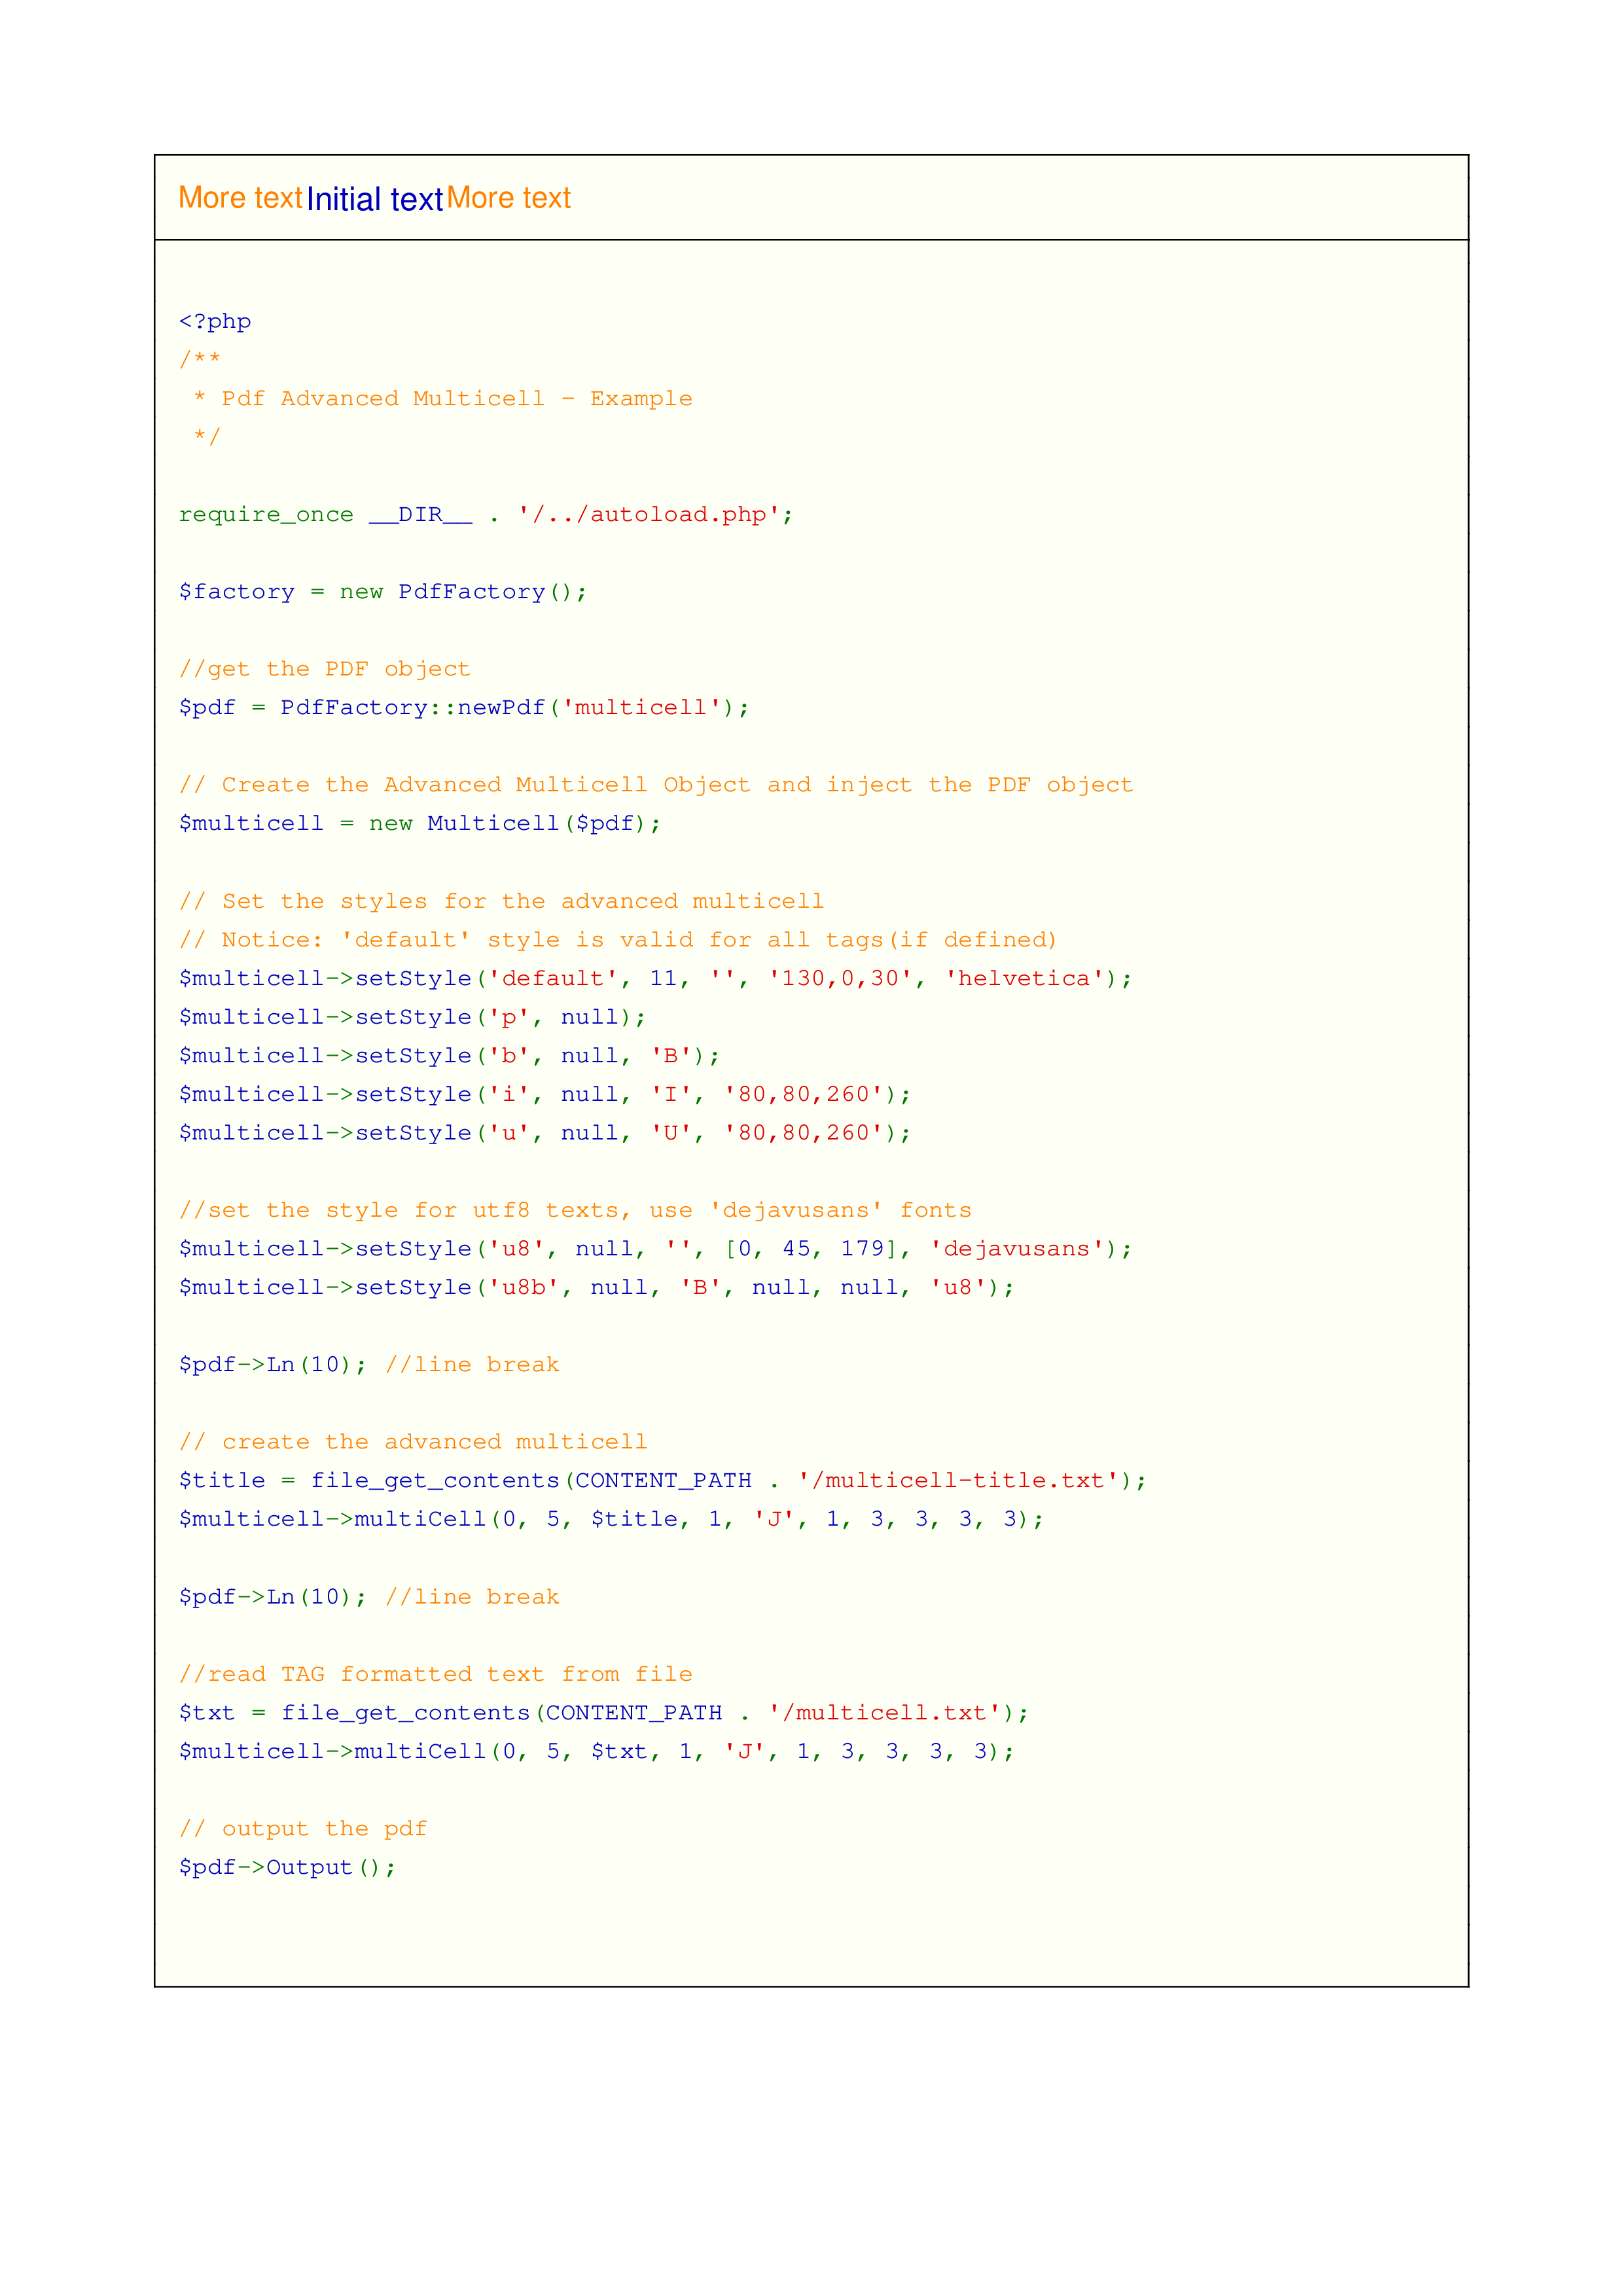 More text Initial text More text
<?php
/**
 * Pdf Advanced Multicell - Example
 */
require_once __DIR__ . '/../autoload.php';
$factory = new PdfFactory();
//get the PDF object
$pdf = PdfFactory::newPdf('multicell');
// Create the Advanced Multicell Object and inject the PDF object
$multicell = new Multicell($pdf);
// Set the styles for the advanced multicell
// Notice: 'default' style is valid for all tags(if defined)
$multicell->setStyle('default', 11, '', '130,0,30', 'helvetica');
$multicell->setStyle('p', null);
$multicell->setStyle('b', null, 'B');
$multicell->setStyle('i', null, 'I', '80,80,260');
$multicell->setStyle('u', null, 'U', '80,80,260');
//set the style for utf8 texts, use 'dejavusans' fonts
$multicell->setStyle('u8', null, '', [0, 45, 179], 'dejavusans');
$multicell->setStyle('u8b', null, 'B', null, null, 'u8');
$pdf->Ln(10); //line break
// create the advanced multicell
$title = file_get_contents(CONTENT_PATH . '/multicell-title.txt');
$multicell->multiCell(0, 5, $title, 1, 'J', 1, 3, 3, 3, 3);
$pdf->Ln(10); //line break
//read TAG formatted text from file
$txt = file_get_contents(CONTENT_PATH . '/multicell.txt');
$multicell->multiCell(0, 5, $txt, 1, 'J', 1, 3, 3, 3, 3);
// output the pdf
$pdf->Output();